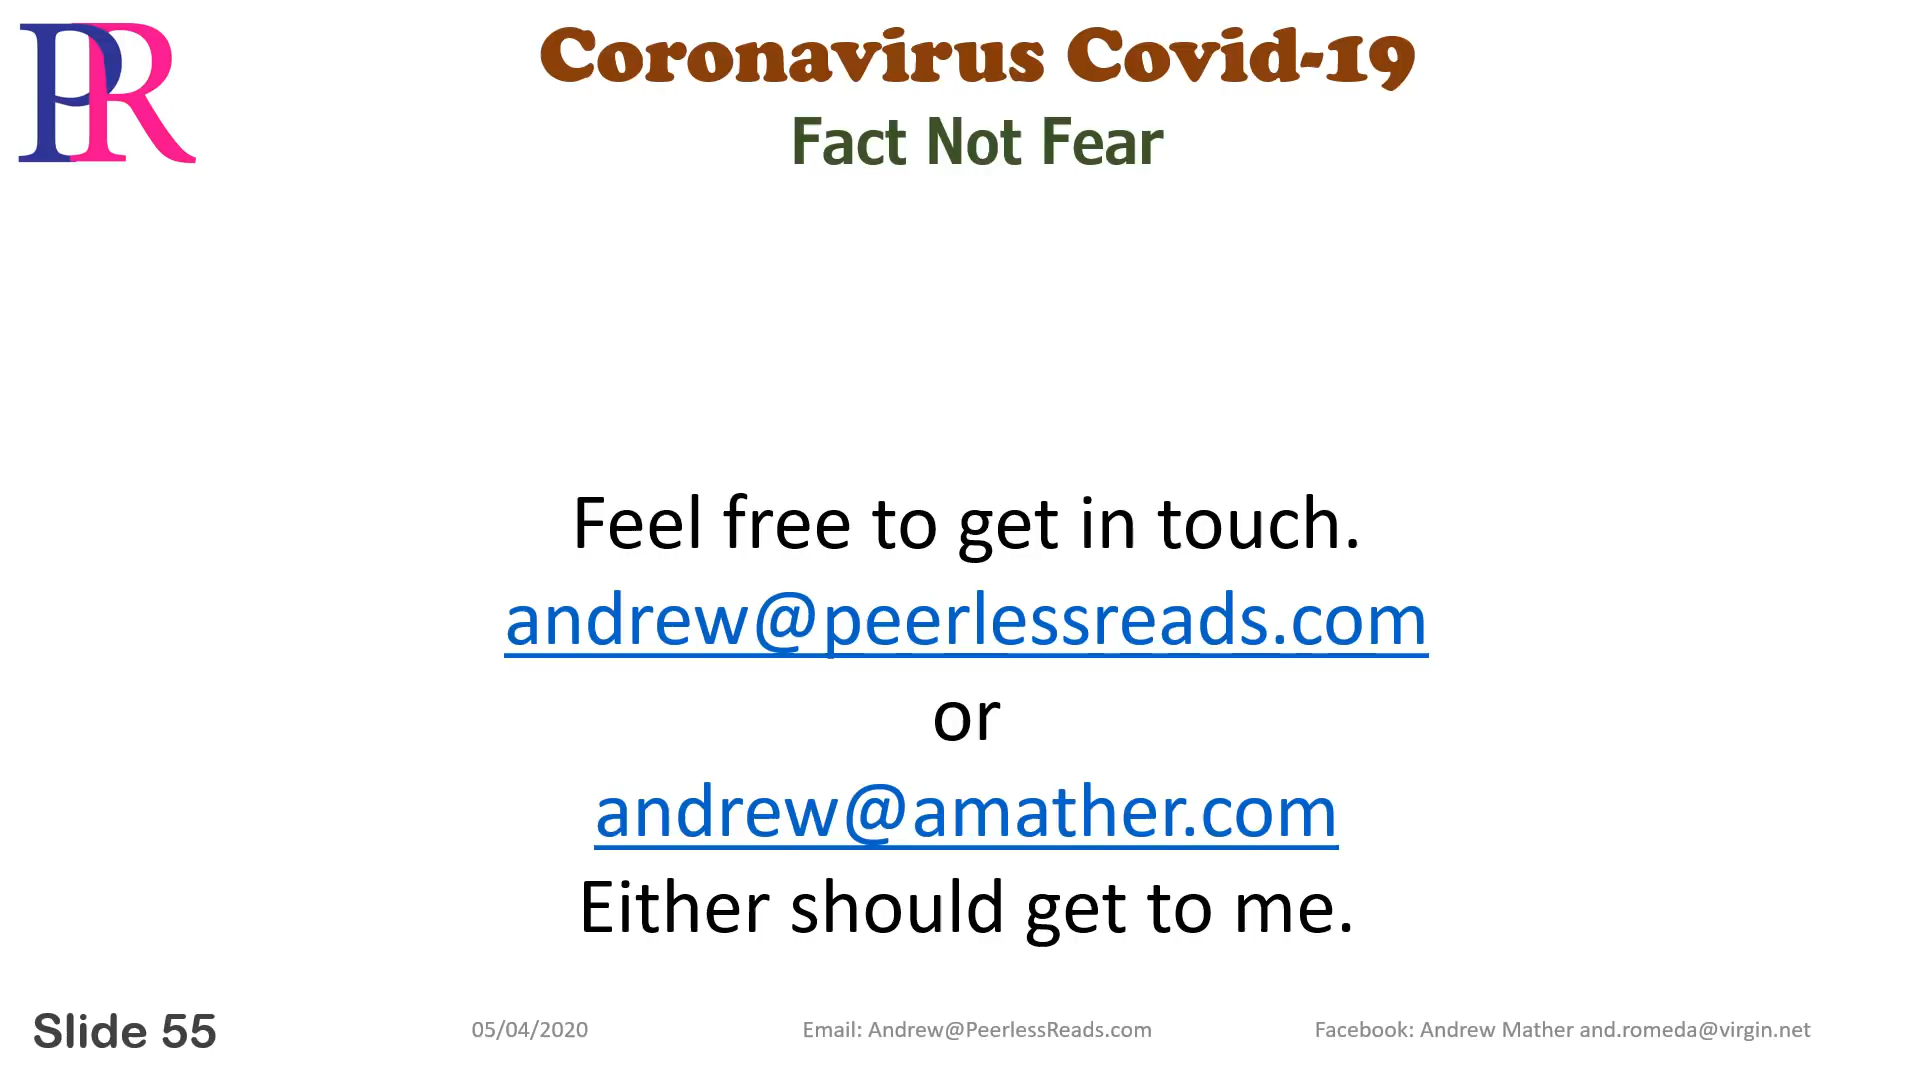 PR
Coronavirus Covid-19
Fact Not Fear
Feel free to get in touch.
andrew@peerlessreads.com
or
andrew@amather.com
Either should get to me.
Slide 55
05/04/2020
Email: Andrew@PeerlessReads.com
Facebook: Andrew Mather and.romeda@virgin.net